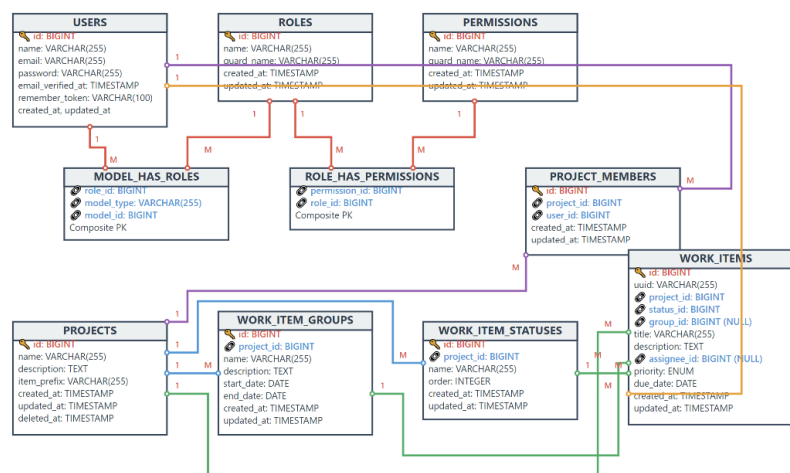 USERS
id: BIGINT
name: VARCHAR(255)
email: VARCHAR(255)
password: VARCHAR(255)
email_verified_at: TIMESTAMP
remember_token: VARCHAR(100)
created_at, updated_at
ROLES
id: BIGINT
name: VARCHAR(255)
guard_name: VARCHAR(255)
created_at: TIMESTAMP
updated_at: TIMESTAMP
PERMISSIONS
id: BIGINT
name: VARCHAR(255)
guard_name: VARCHAR(255)
created_at: TIMESTAMP
updated_at: TIMESTAMP
1
1
1
1
1
1
M
M
M
M
M
MODEL_HAS_ROLES
role_id: BIGINT
model_type: VARCHAR(255)
model_id: BIGINT
Composite PK
ROLE_HAS_PERMISSIONS
permission_id: BIGINT
role_id: BIGINT
Composite PK
PROJECT_MEMBERS
id: BIGINT
project_id: BIGINT
user_id: BIGINT
created_at: TIMESTAMP
updated_at: TIMESTAMP
M
WORK_ITEMS
id: BIGINT
uuid: VARCHAR(255)
project_id: BIGINT
status_id: BIGINT
group_id: BIGINT (NULL)
title: VARCHAR(255)
description: TEXT
assignee_id: BIGINT (NULL)
priority: ENUM
due_date: DATE
created_at: TIMESTAMP
updated_at: TIMESTAMP
PROJECTS
id: BIGINT
name: VARCHAR(255)
description: TEXT
item_prefix: VARCHAR(255)
created_at: TIMESTAMP
updated_at: TIMESTAMP
deleted_at: TIMESTAMP
1
1
1
1
M
WORK_ITEM_GROUPS
id: BIGINT
project_id: BIGINT
name: VARCHAR(255)
description: TEXT
start_date: DATE
end_date: DATE
created_at: TIMESTAMP
updated_at: TIMESTAMP
1
M
WORK_ITEM_STATUSES
id: BIGINT
project_id: BIGINT
name: VARCHAR(255)
order: INTEGER
created_at: TIMESTAMP
updated_at: TIMESTAMP
1
M
M
M
M